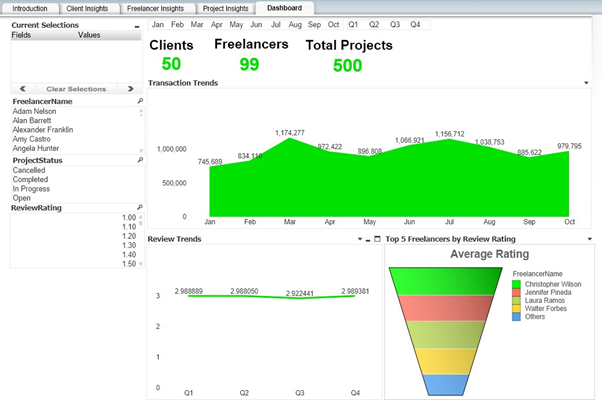 Introduction Client Insights Freelancer Insights Project Insights Dashboard
Current Selections
Fields Values
Clear Selections
FreelancerName
Adam Nelson
Alan Barrett
Alexander Franklin
Amy Castro
Angela Hunter
ProjectStatus
Cancelled
Completed
In Progress
Open
ReviewRating
1.00
1.10
1.20
1.30
1.40
1.50
Jan Feb Mar Apr May Jun Jul Aug Sep Oct Q1 Q2 Q3 Q4
Clients Freelancers Total Projects
50 99 500
Transaction Trends
1,174,277 1,156,712
1,066,921 1,038,753
972,422 979,795
1,000,000 896,808 885,622
745,689
500,000
0
Jan Feb Mar Apr May Jun Jul Aug Sep Oct
Review Trends
2.988889 2.988050 2.922441 2.989381
3
2
1
0
Q1 Q2 Q3 Q4
Top 5 Freelancers by Review Rating
Average Rating
FreelancerName
Christopher Wilson
Jennifer Pineda
Laura Ramos
Walter Forbes
Others